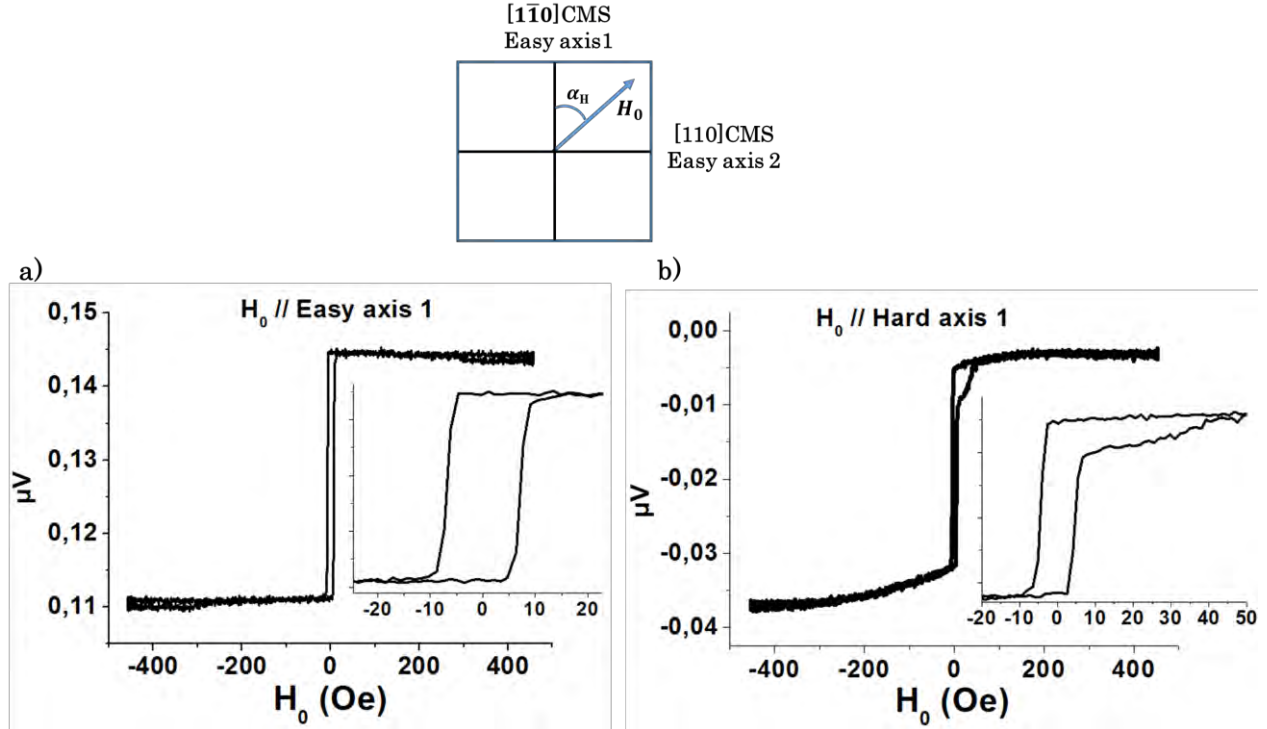 [11̄0]CMS
Easy axis1
α_H
H_0
[110]CMS
Easy axis 2
a)
H_0 // Easy axis 1
0,15
0,14
0,13
0,12
0,11
µV
-20 -10 0 10 20
-400 -200 0 200 400
H_0 (Oe)
b)
H_0 // Hard axis 1
0,00
-0,01
-0,02
-0,03
-0,04
µV
-20 -10 0 10 20 30 40 50
-400 -200 0 200 400
H_0 (Oe)